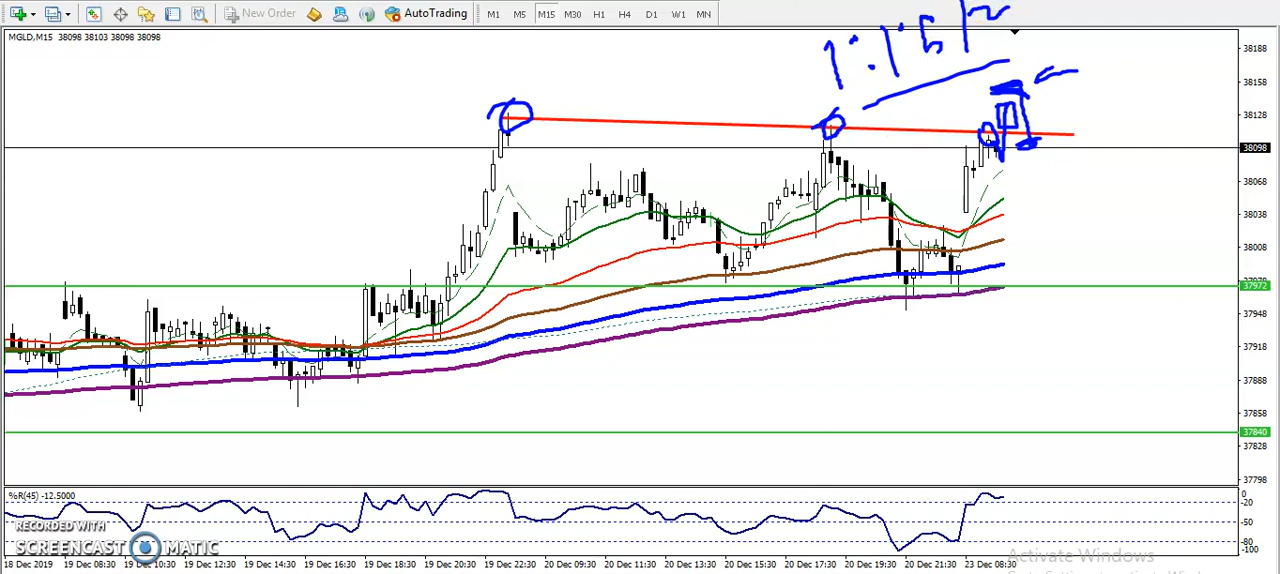 New Order AutoTrading M1 M5 M15 M30 H1 H4 D1 W1 MN
MGLD,M15 38098 38103 38098 38098
38188
38158
38128
38098
38068
38038
38008
37972
37948
37918
37888
37858
37840
37828
37798
%R(45) -12.5000
0
-20
-50
-80
-100
RECORDED WITH
SCREENCAST MATIC
Activate Windows
18 Dec 2019 19 Dec 08:30 19 Dec 10:30 19 Dec 12:30 19 Dec 14:30 19 Dec 16:30 19 Dec 18:30 19 Dec 20:30 19 Dec 22:30 20 Dec 09:30 20 Dec 11:30 20 Dec 13:30 20 Dec 15:30 20 Dec 17:30 20 Dec 19:30 20 Dec 21:30 23 Dec 08:30